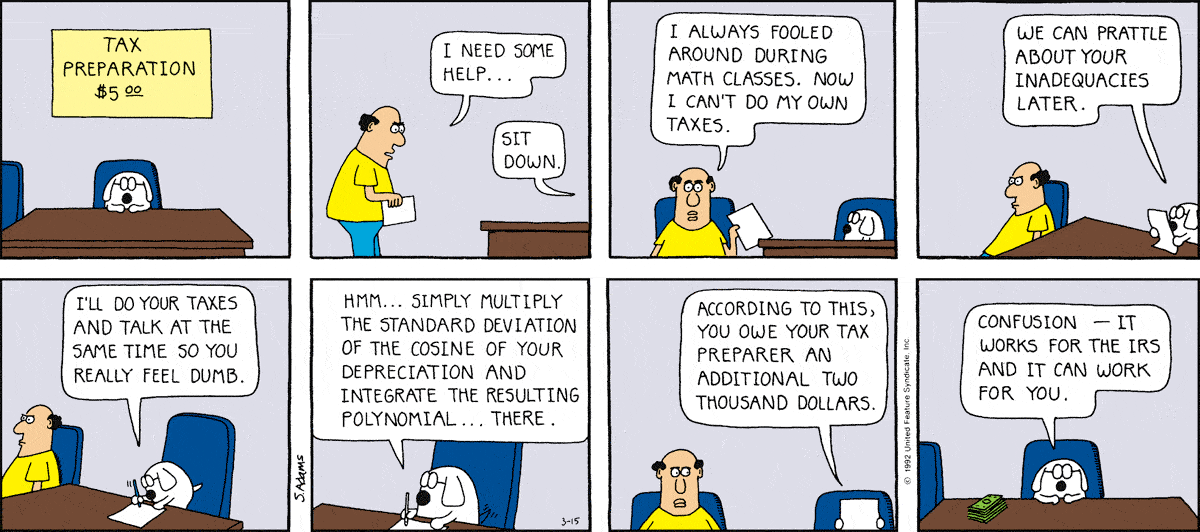 TAX
PREPARATION
$5 00
I NEED SOME
HELP...
SIT
DOWN.
I ALWAYS FOOLED
AROUND DURING
MATH CLASSES. NOW
I CAN'T DO MY OWN
TAXES.
WE CAN PRATTLE
ABOUT YOUR
INADEQUACIES
LATER.
I'LL DO YOUR TAXES
AND TALK AT THE
SAME TIME SO YOU
REALLY FEEL DUMB.
S.Adams
HMM... SIMPLY MULTIPLY
THE STANDARD DEVIATION
OF THE COSINE OF YOUR
DEPRECIATION AND
INTEGRATE THE RESULTING
POLYNOMIAL... THERE.
3-15
ACCORDING TO THIS,
YOU OWE YOUR TAX
PREPARER AN
ADDITIONAL TWO
THOUSAND DOLLARS.
© 1992 United Feature Syndicate, Inc
CONFUSION — IT
WORKS FOR THE IRS
AND IT CAN WORK
FOR YOU.